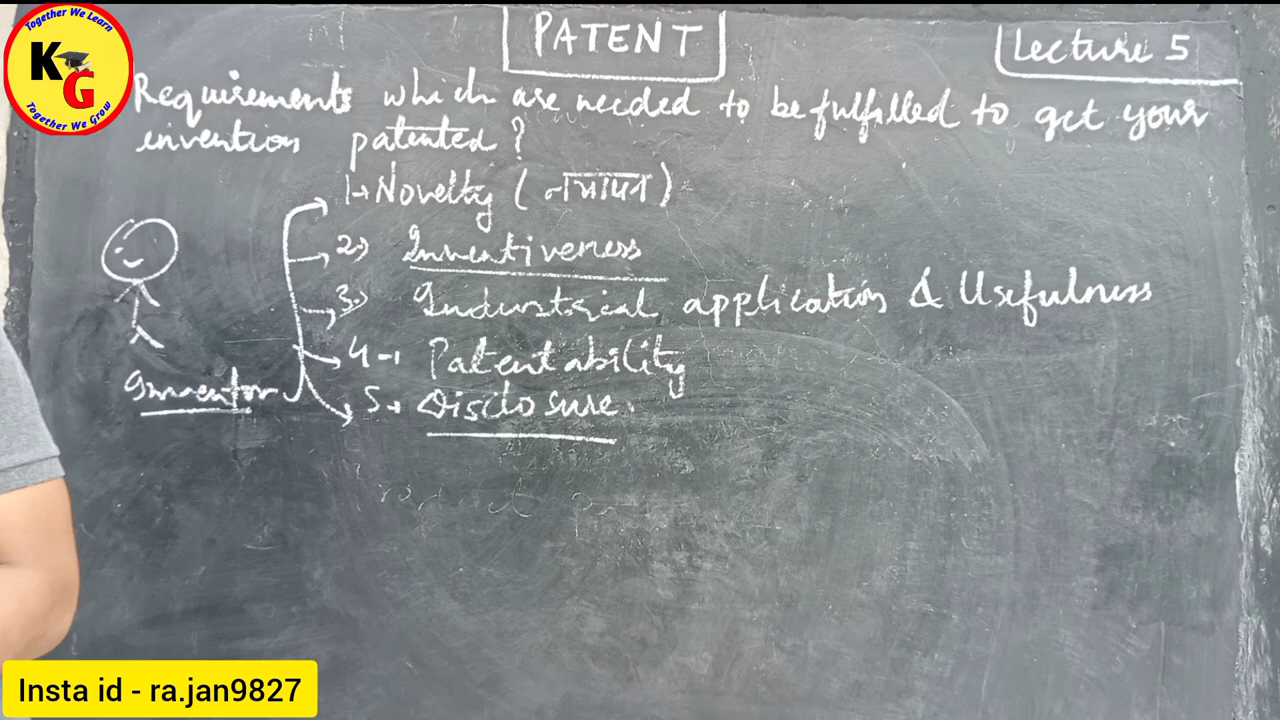 Together We Learn
KG
Together We Grow
PATENT
Lecture 5
Requirements which are needed to be fulfilled to get your
invention patented?
1→ Novelty ( नयापन )
2→ Inventiveness
3→ Industrial application & Usefulness
4→ Patentability
5→ Disclosure.
Inventor
Insta id - ra.jan9827